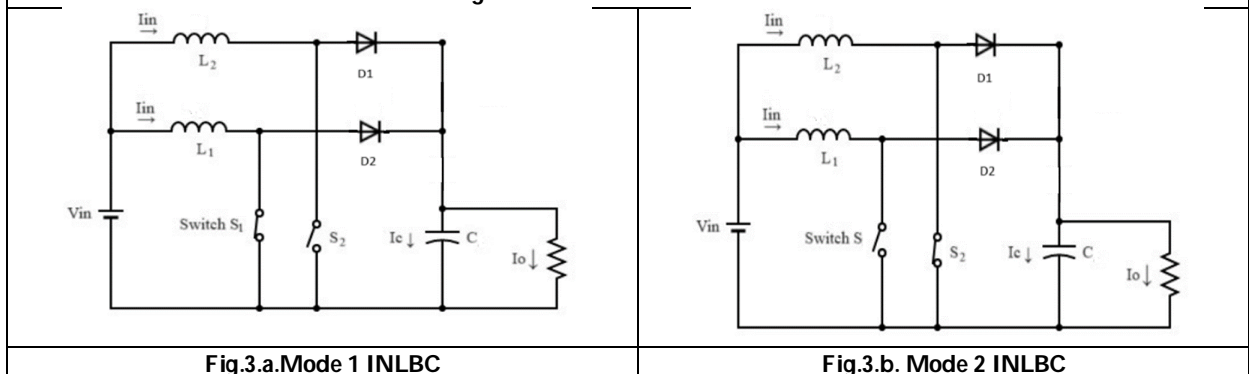 g
Iin
→
L₂
D1
Iin
→
L₁
D2
Vin
Switch S₁
S₂
Ic ↓
C
Io ↓
Fig.3.a.Mode 1 INLBC
Iin
→
L₂
D1
Iin
→
L₁
D2
Vin
Switch S
S₂
Ic ↓
C
Io ↓
Fig.3.b. Mode 2 INLBC